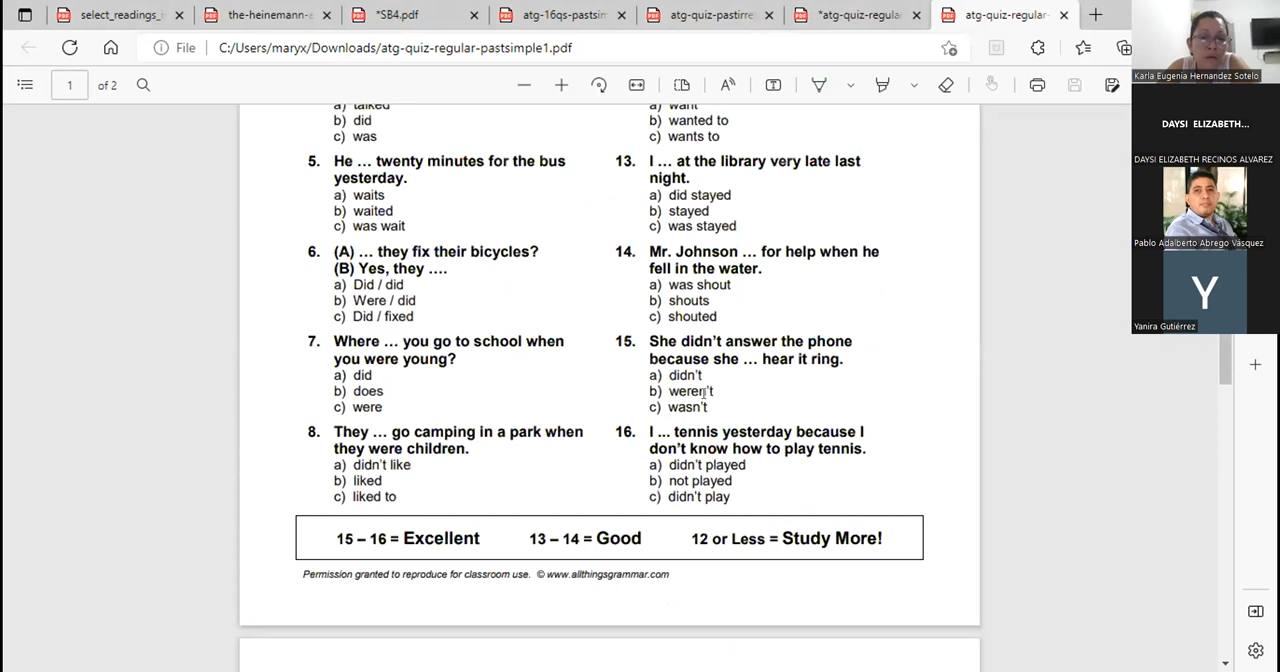 select_readings_i
the-heinemann-e
*SB4.pdf
atg-16qs-pastsim
atg-quiz-pastirre
*atg-quiz-regula
atg-quiz-regular-
File
C:/Users/maryx/Downloads/atg-quiz-regular-pastsimple1.pdf
1 of 2
a) talked
b) did
c) was
5. He … twenty minutes for the bus
yesterday.
a) waits
b) waited
c) was wait
6. (A) … they fix their bicycles?
(B) Yes, they ….
a) Did / did
b) Were / did
c) Did / fixed
7. Where … you go to school when
you were young?
a) did
b) does
c) were
8. They … go camping in a park when
they were children.
a) didn't like
b) liked
c) liked to
a) want
b) wanted to
c) wants to
13. I … at the library very late last
night.
a) did stayed
b) stayed
c) was stayed
14. Mr. Johnson … for help when he
fell in the water.
a) was shout
b) shouts
c) shouted
15. She didn't answer the phone
because she … hear it ring.
a) didn't
b) weren't
c) wasn't
16. I ... tennis yesterday because I
don't know how to play tennis.
a) didn't played
b) not played
c) didn't play
15 – 16 = Excellent 13 – 14 = Good 12 or Less = Study More!
Permission granted to reproduce for classroom use. © www.allthingsgrammar.com
Karla Eugenia Hernandez Sotelo
DAYSI ELIZABETH...
DAYSI ELIZABETH RECINOS ALVAREZ
Pablo Adalberto Abrego Vásquez
Y
Yanira Gutiérrez